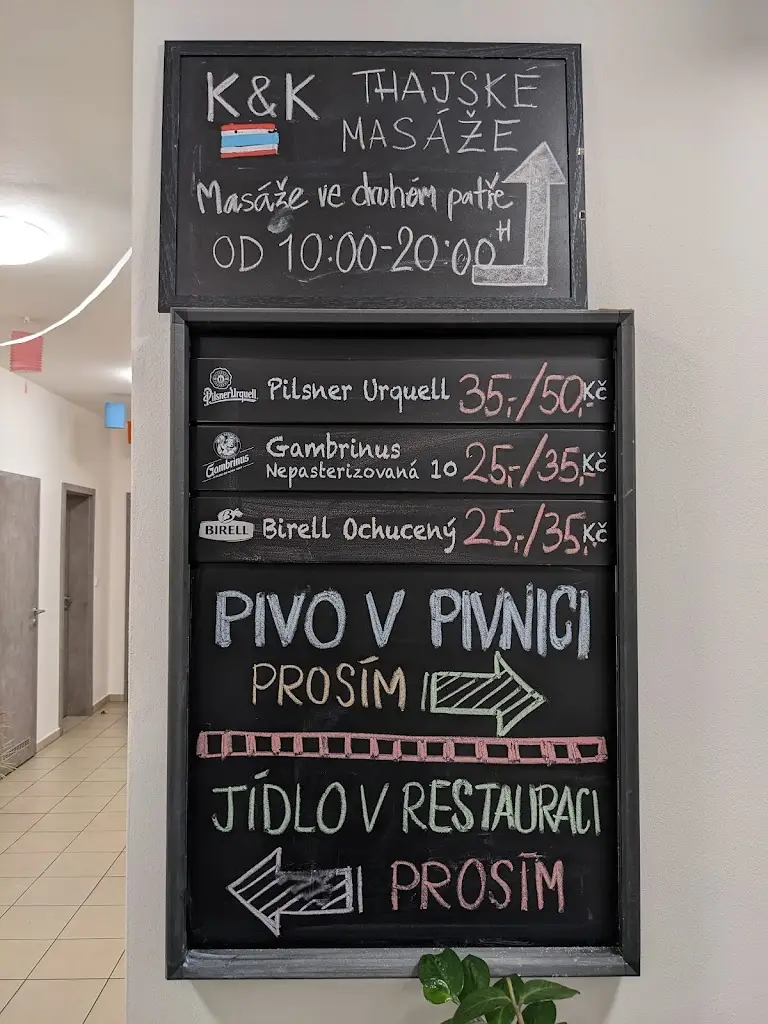 K&K THAJSKÉ
MASÁŽE
Masáže ve druhém patře
OD 10:00-20:00 H
PilsnerUrquell Pilsner Urquell 35,-/50,- Kč
Gambrinus Gambrinus
Nepasterizovaná 10 25,-/35,- Kč
BIRELL Birell Ochucený 25,-/35,- Kč
PIVO V PIVNICI
PROSÍM
JÍDLO V RESTAURACI
PROSÍM